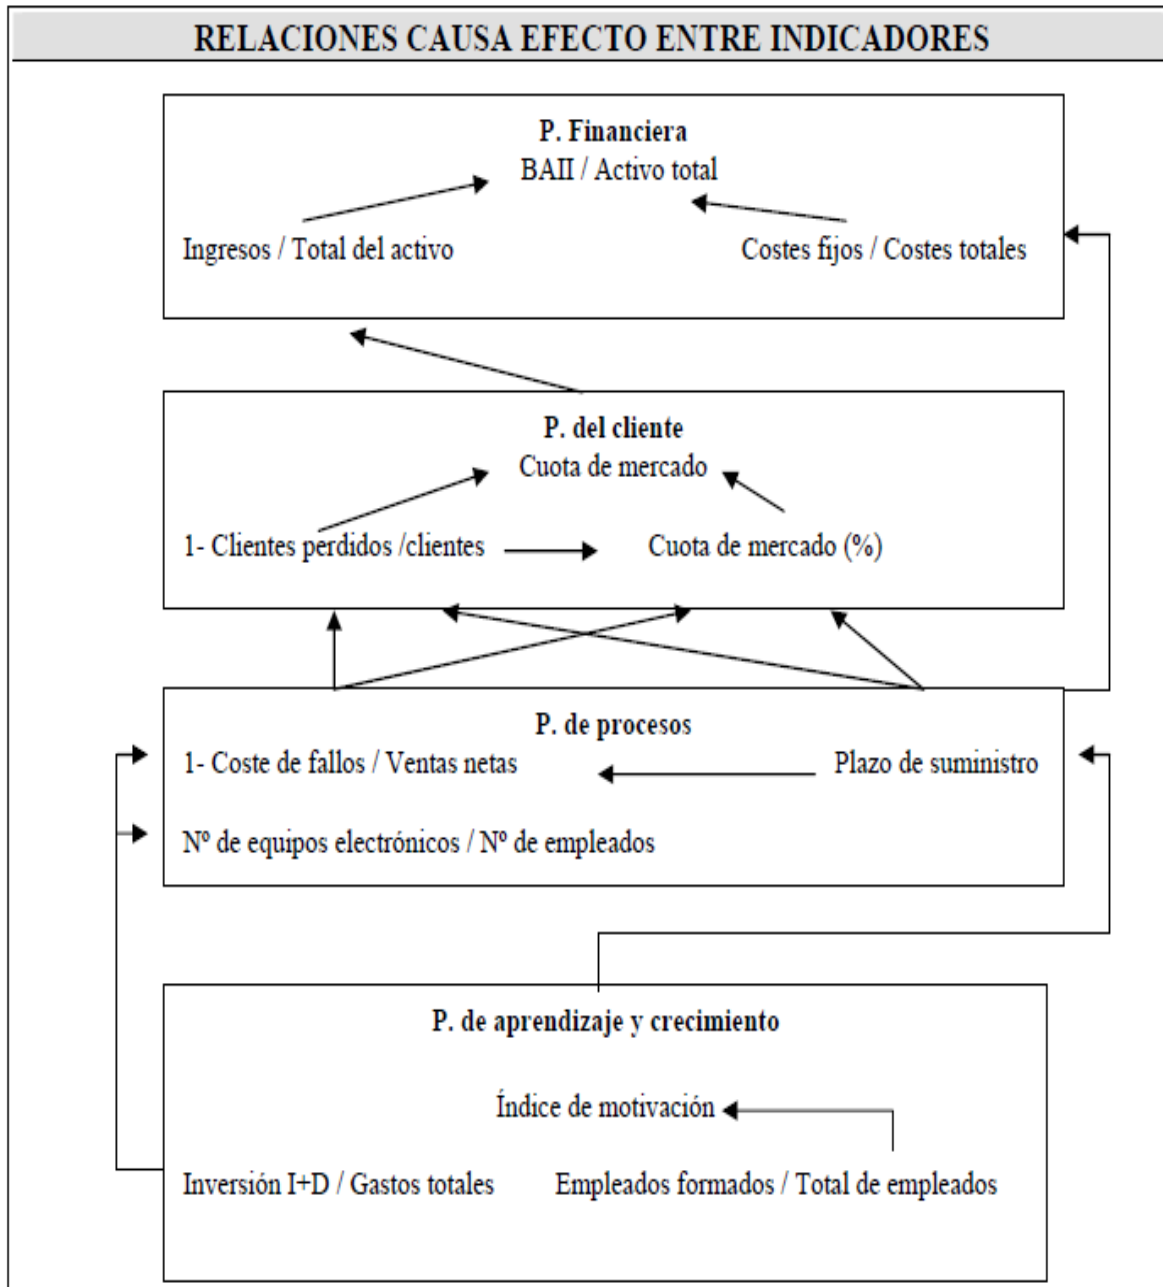 RELACIONES CAUSA EFECTO ENTRE INDICADORES
P. Financiera
BAII / Activo total
Ingresos / Total del activo
Costes fijos / Costes totales
P. del cliente
Cuota de mercado
1- Clientes perdidos /clientes
Cuota de mercado (%)
P. de procesos
1- Coste de fallos / Ventas netas
Plazo de suministro
Nº de equipos electrónicos / Nº de empleados
P. de aprendizaje y crecimiento
Índice de motivación
Inversión I+D / Gastos totales
Empleados formados / Total de empleados